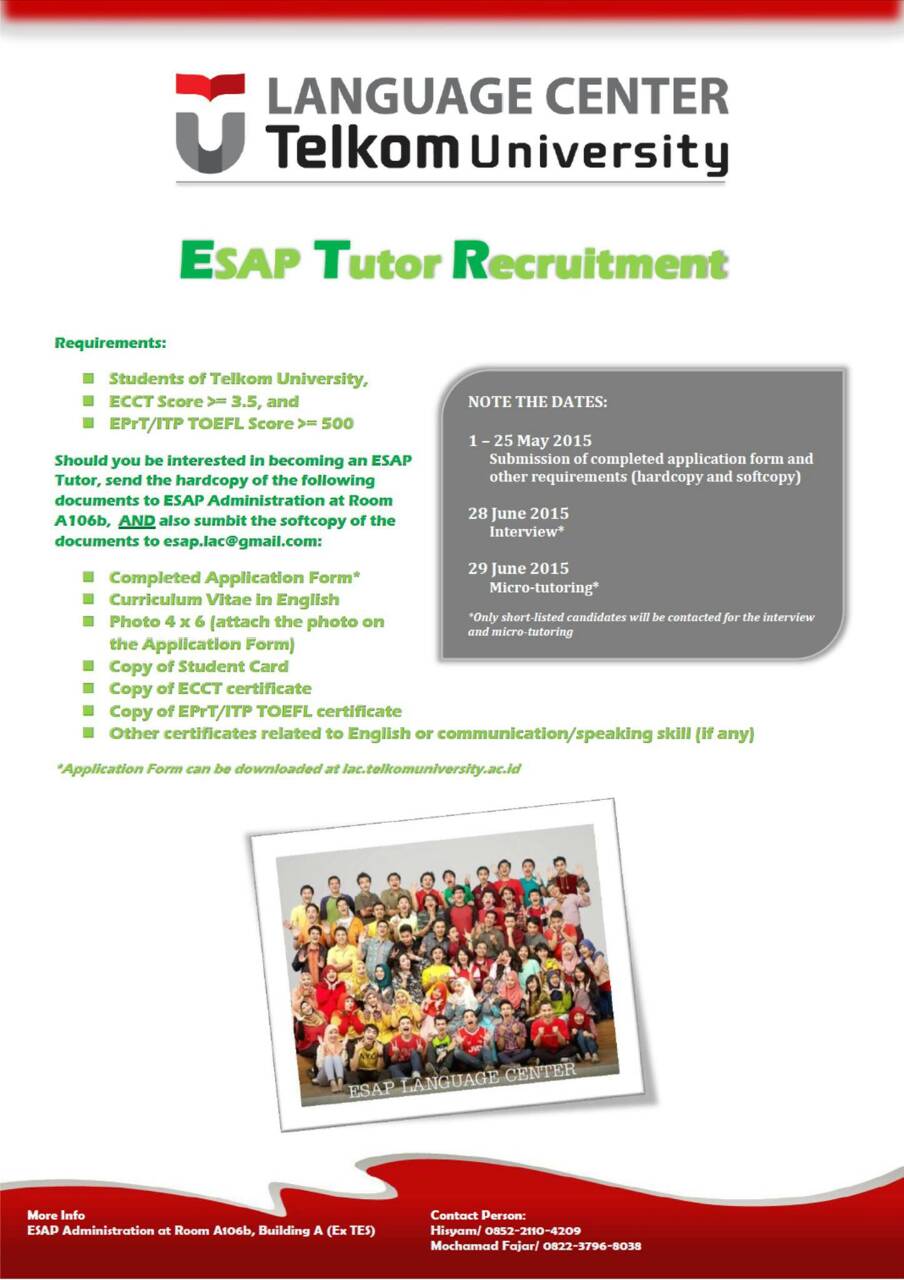 LANGUAGE CENTER
Telkom University
ESAP Tutor Recruitment
Requirements:
Students of Telkom University,
ECCT Score >= 3.5, and
EPrT/ITP TOEFL Score >= 500
Should you be interested in becoming an ESAP
Tutor, send the hardcopy of the following
documents to ESAP Administration at Room
A106b, AND also sumbit the softcopy of the
documents to esap.lac@gmail.com:
Completed Application Form*
Curriculum Vitae in English
Photo 4 x 6 (attach the photo on
the Application Form)
Copy of Student Card
Copy of ECCT certificate
Copy of EPrT/ITP TOEFL certificate
Other certificates related to English or communication/speaking skill (if any)
*Application Form can be downloaded at lac.telkomuniversity.ac.id
NOTE THE DATES:
1 – 25 May 2015
Submission of completed application form and
other requirements (hardcopy and softcopy)
28 June 2015
Interview*
29 June 2015
Micro-tutoring*
*Only short-listed candidates will be contacted for the interview
and micro-tutoring
ESAP LANGUAGE CENTER
More Info
ESAP Administration at Room A106b, Building A (Ex TES)
Contact Person:
Hisyam/ 0852-2110-4209
Mochamad Fajar/ 0822-3796-8038